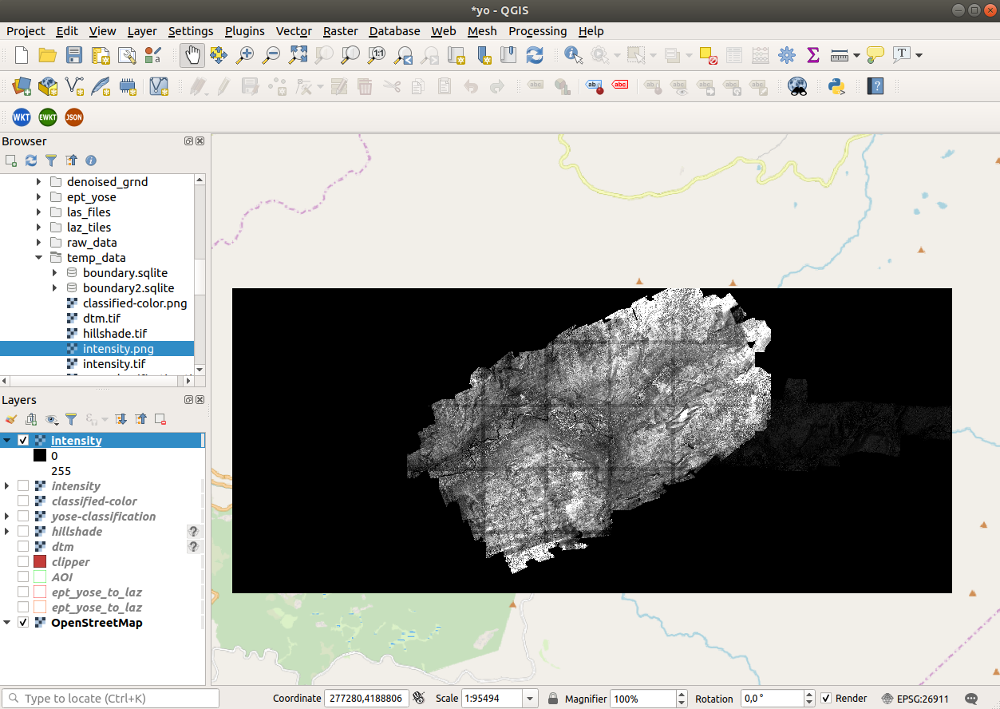 *yo - QGIS
Project Edit View Layer Settings Plugins Vector Raster Database Web Mesh Processing Help
WKT EWKT JSON
Browser
denoised_grnd
ept_yose
las_files
laz_tiles
raw_data
temp_data
boundary.sqlite
boundary2.sqlite
classified-color.png
dtm.tif
hillshade.tif
intensity.png
intensity.tif
Layers
intensity
0
255
intensity
classified-color
yose-classification
hillshade
dtm
clipper
AOI
ept_yose_to_laz
ept_yose_to_laz
OpenStreetMap
Type to locate (Ctrl+K)
Coordinate 277280,4188806 Scale 1:95494 Magnifier 100% Rotation 0,0 ° Render EPSG:26911